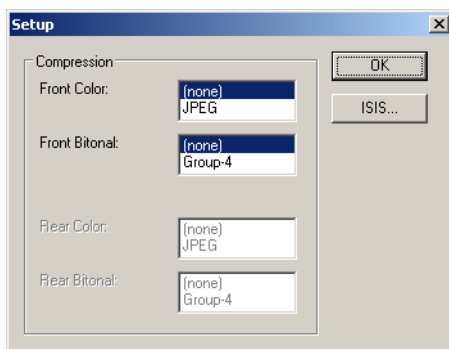 Setup
Compression
OK
Front Color:
(none)
JPEG
ISIS...
Front Bitonal:
(none)
Group-4
Rear Color:
(none)
JPEG
Rear Bitonal:
(none)
Group-4